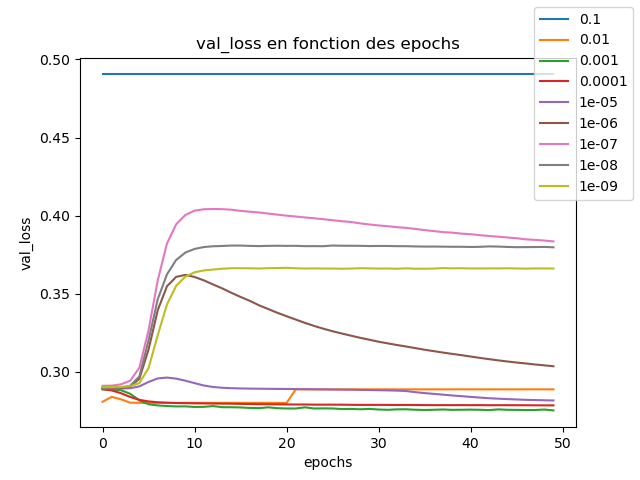 val_loss en fonction des epochs
0.1
0.01
0.001
0.0001
1e-05
1e-06
1e-07
1e-08
1e-09
0.50
0.45
0.40
0.35
0.30
val_loss
0
10
20
30
40
50
epochs